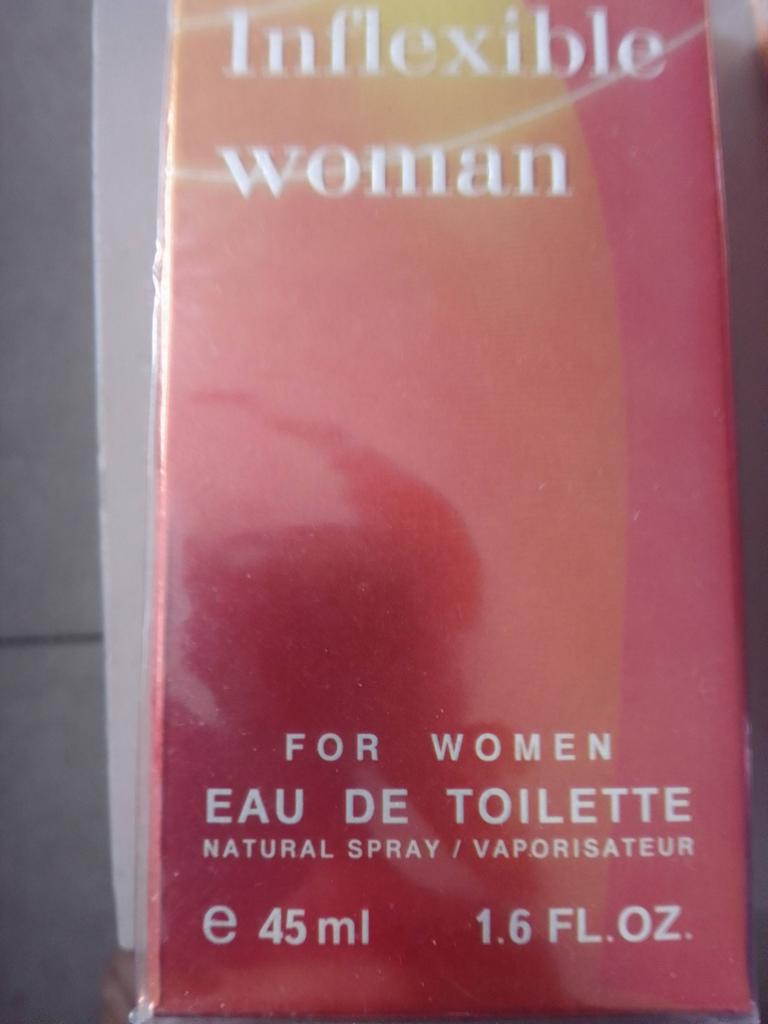 Inflexible
woman
FOR WOMEN
EAU DE TOILETTE
NATURAL SPRAY / VAPORISATEUR
e 45 ml 1.6 FL.OZ.